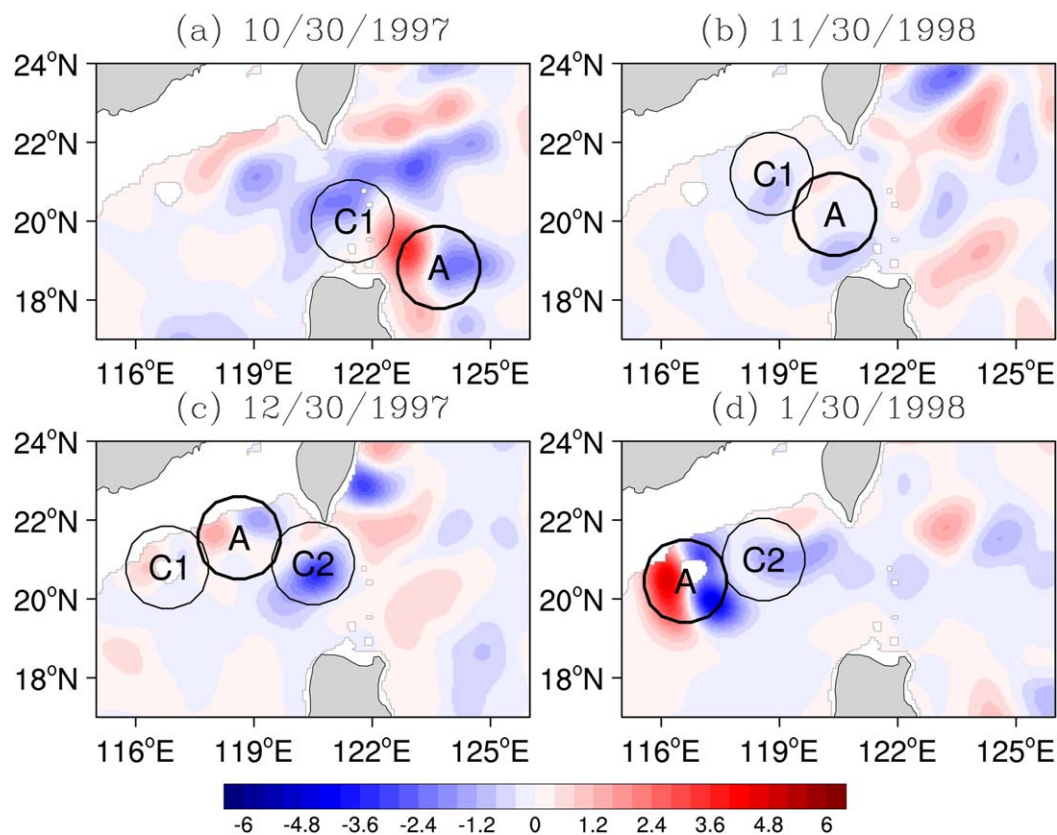 (a) 10/30/1997
(b) 11/30/1998
24°N
22°N
20°N
18°N
C1
A
116°E 119°E 122°E 125°E
24°N
22°N
20°N
18°N
C1
A
116°E 119°E 122°E 125°E
(c) 12/30/1997
(d) 1/30/1998
24°N
22°N
20°N
18°N
C1
A
C2
116°E 119°E 122°E 125°E
24°N
22°N
20°N
18°N
A
C2
116°E 119°E 122°E 125°E
-6 -4.8 -3.6 -2.4 -1.2 0 1.2 2.4 3.6 4.8 6